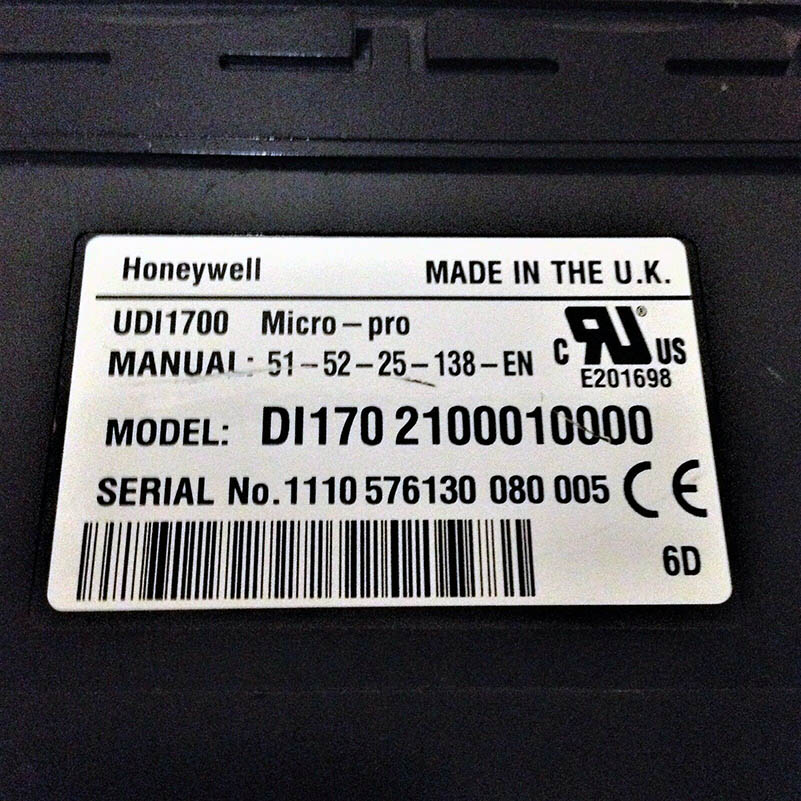 Honeywell MADE IN THE U.K.
UDI1700 Micro-pro
MANUAL: 51-52-25-138-EN
C RU® US
E201698
MODEL: DI170 2100010000
SERIAL No.1110 576130 080 005 CE
6D